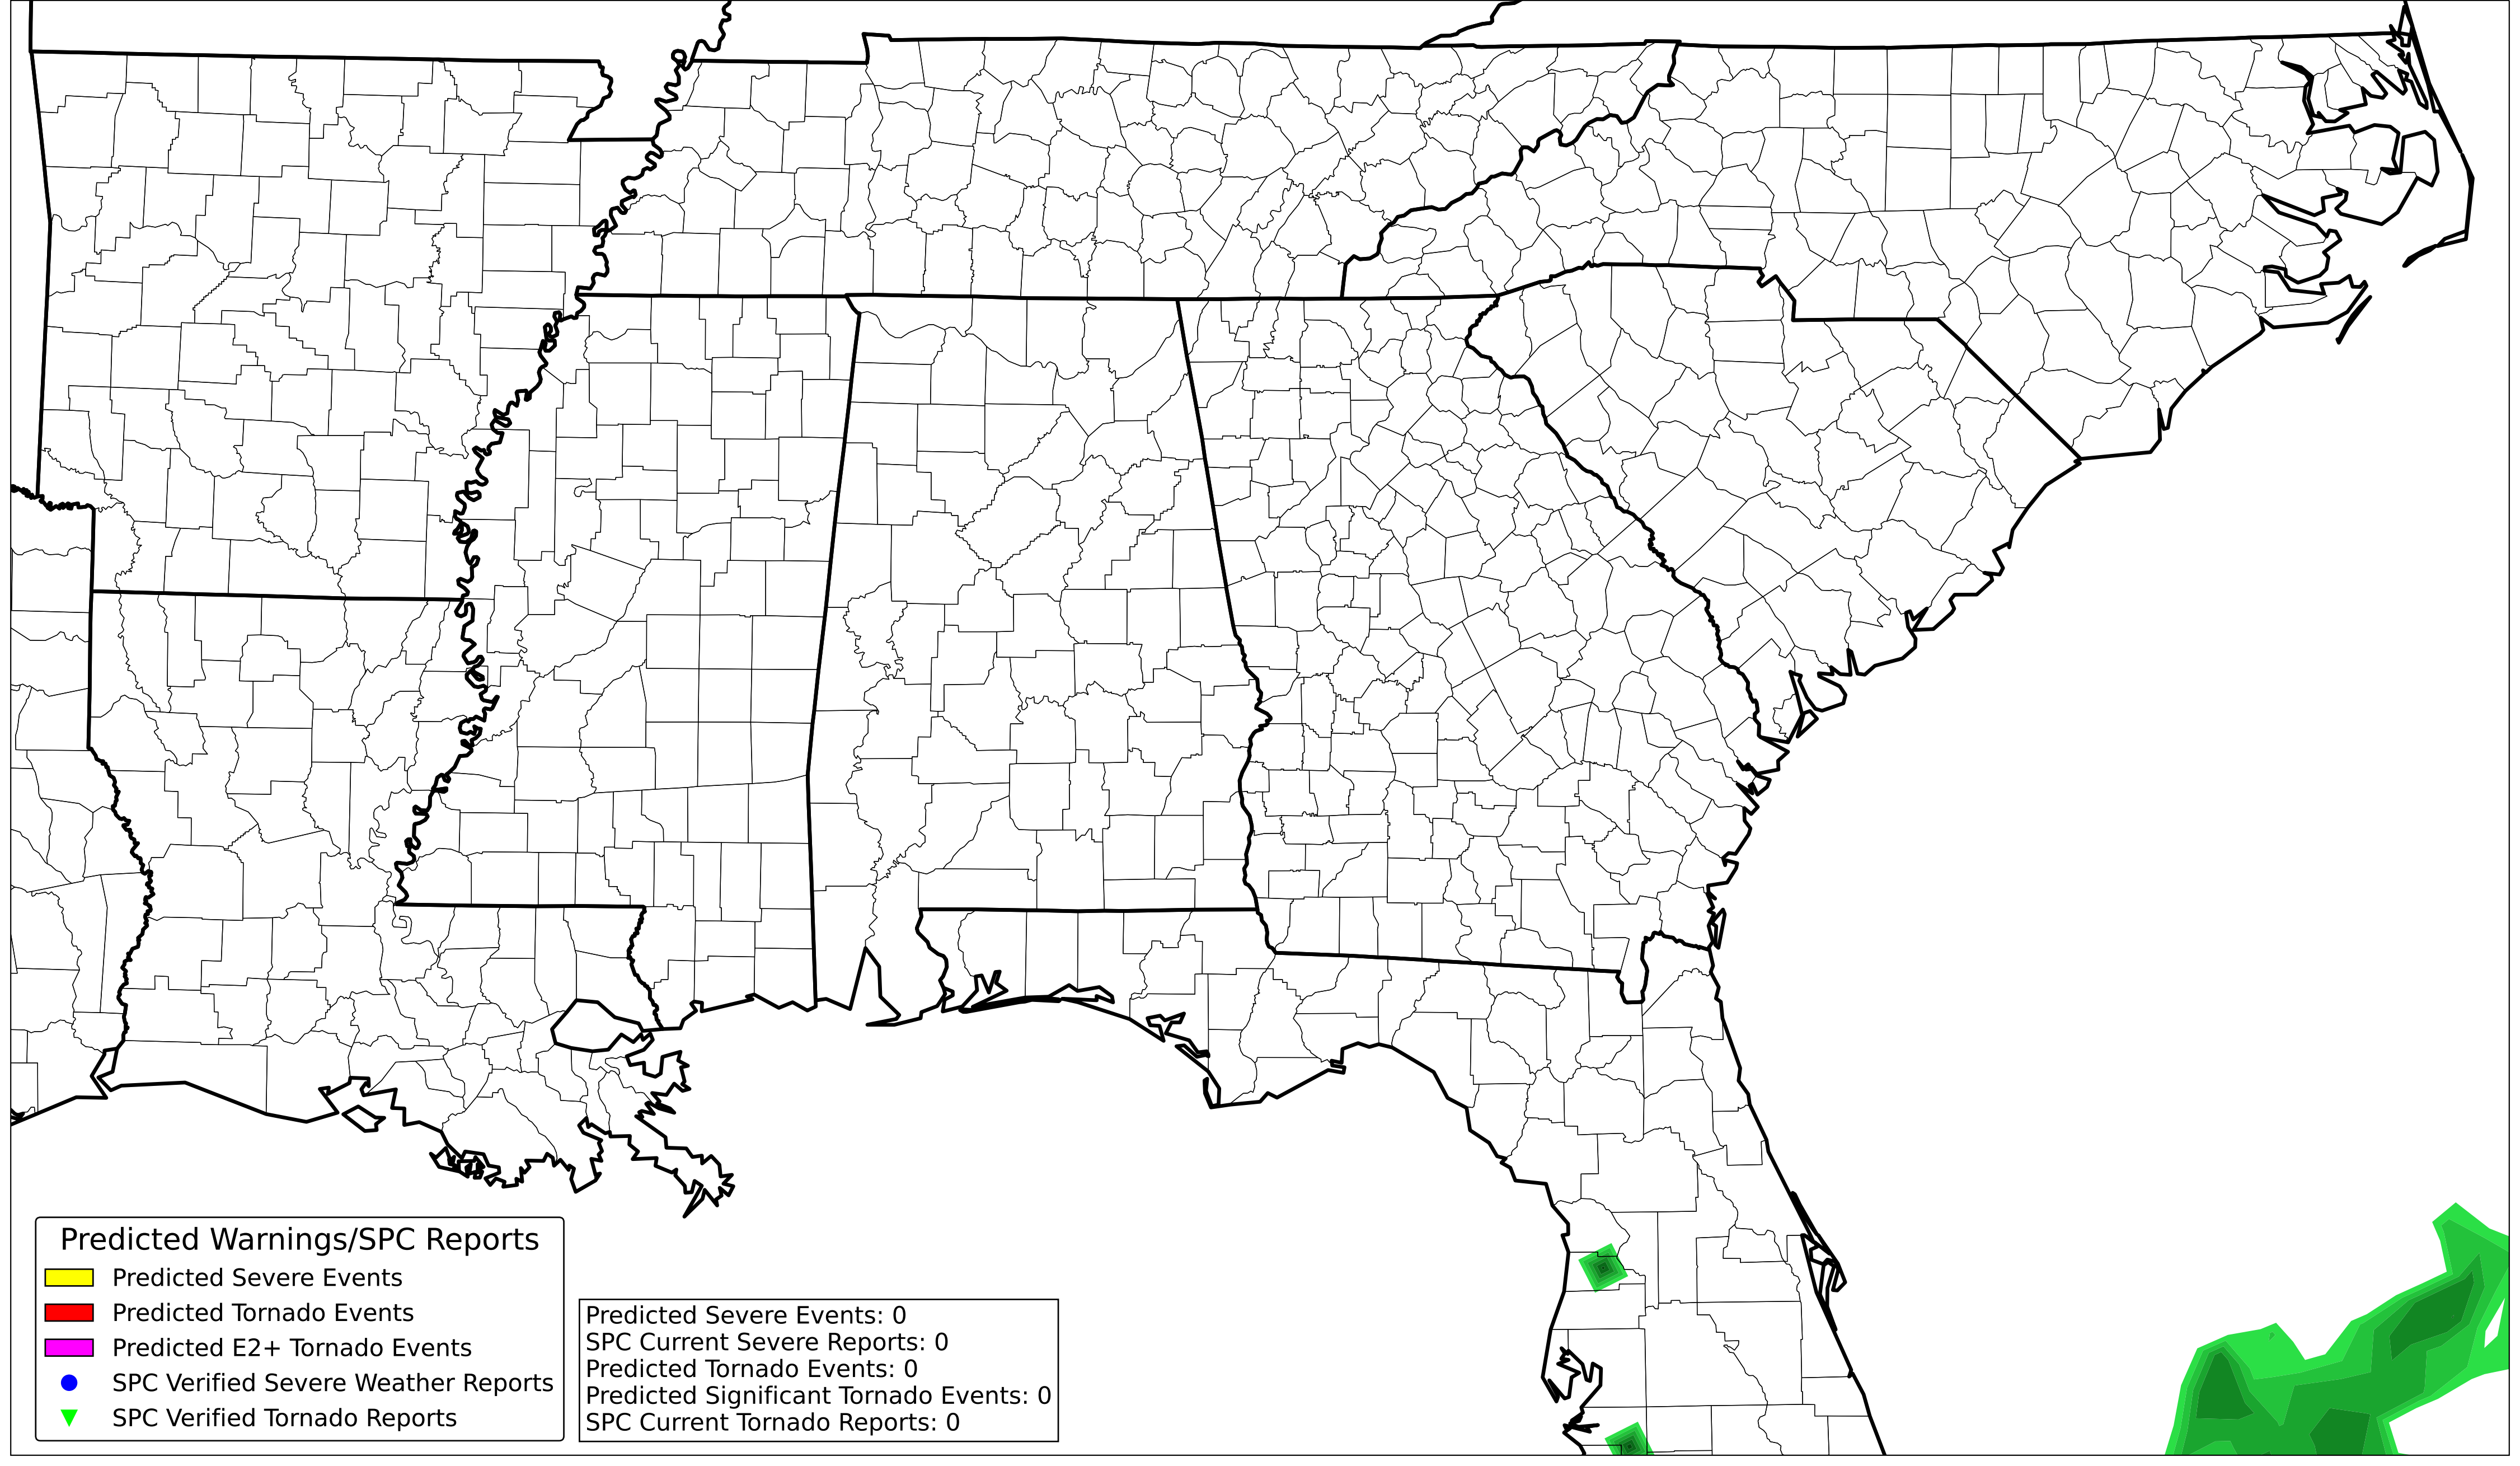 Predicted Warnings/SPC Reports
Predicted Severe Events
Predicted Tornado Events
Predicted E2+ Tornado Events
SPC Verified Severe Weather Reports
SPC Verified Tornado Reports
Predicted Severe Events: 0
SPC Current Severe Reports: 0
Predicted Tornado Events: 0
Predicted Significant Tornado Events: 0
SPC Current Tornado Reports: 0